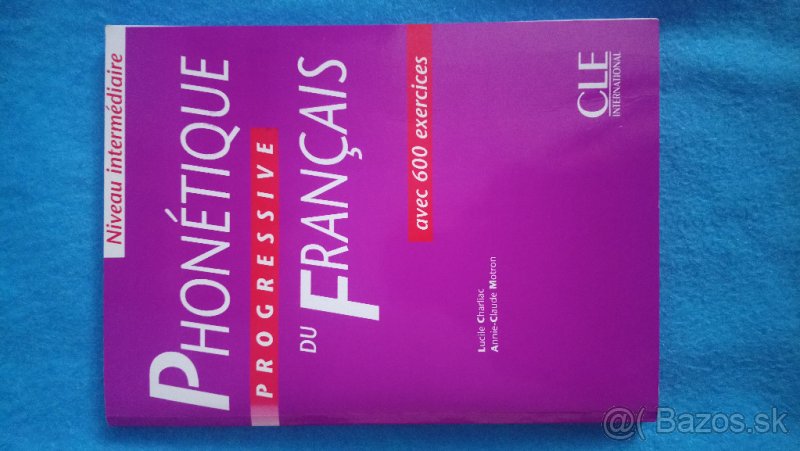 Niveau intermédiaire
PHONÉTIQUE
PROGRESSIVE
DU FRANÇAIS
avec 600 exercices
Lucile Charliac
Annie-Claude Motron
CLE
INTERNATIONAL
@( Bazos.sk